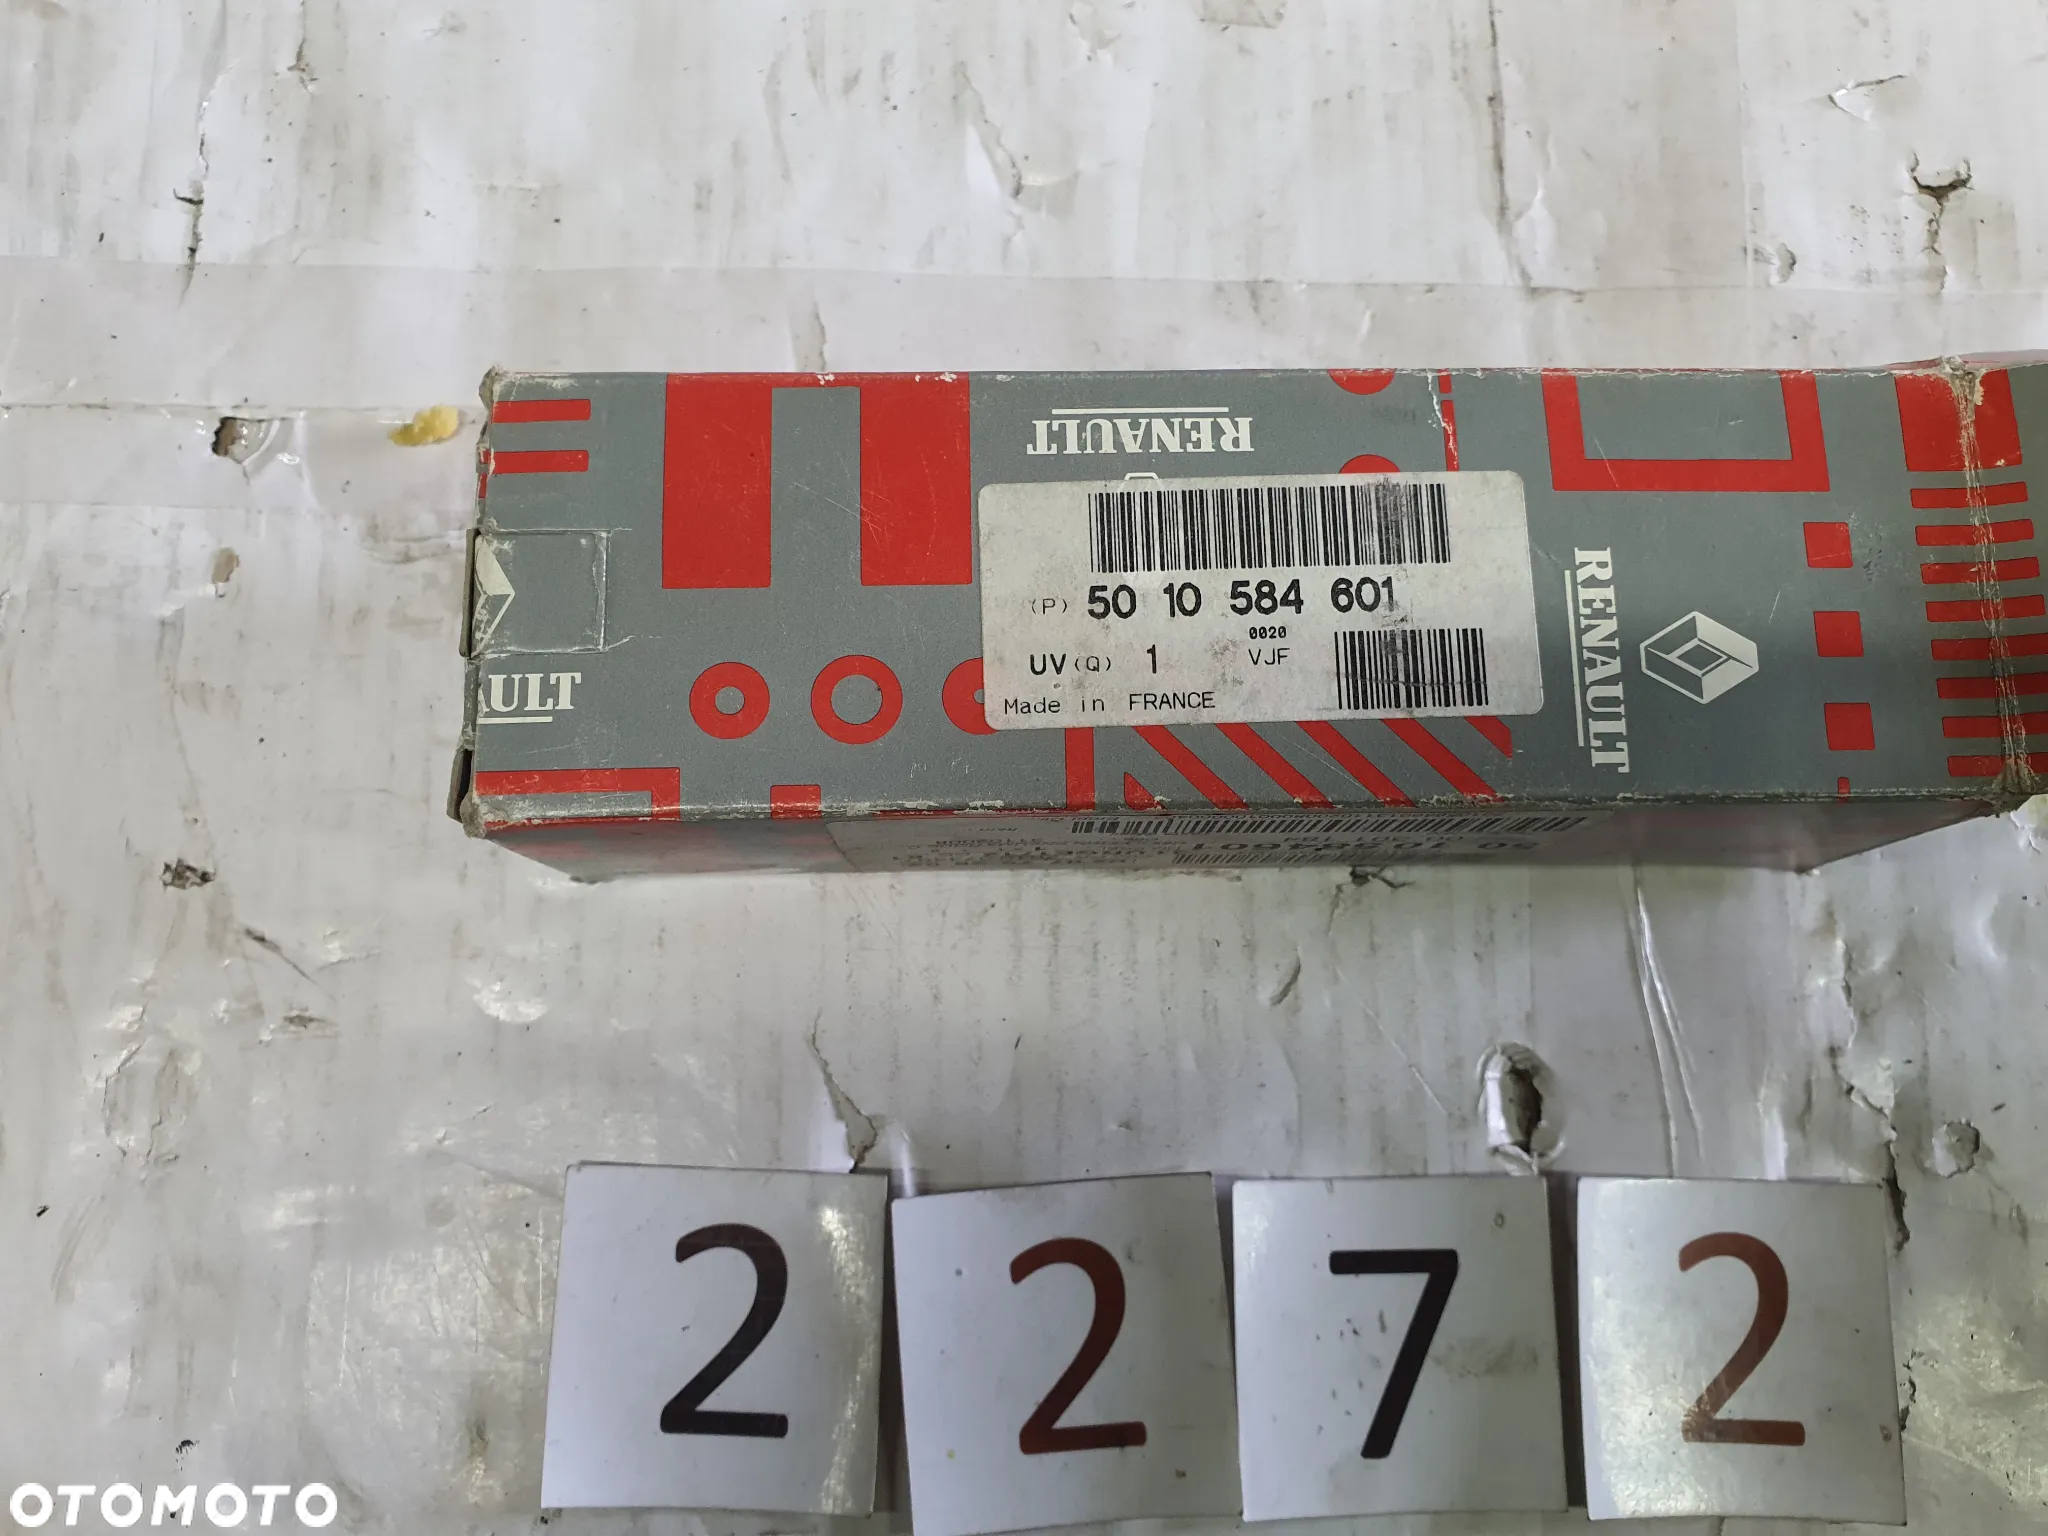 RENAULT
(P) 50 10 584 601
0020
UV(Q) 1 VJF
Made in FRANCE
RENAULT
AULT
2 2 7 2
OTOMOTO